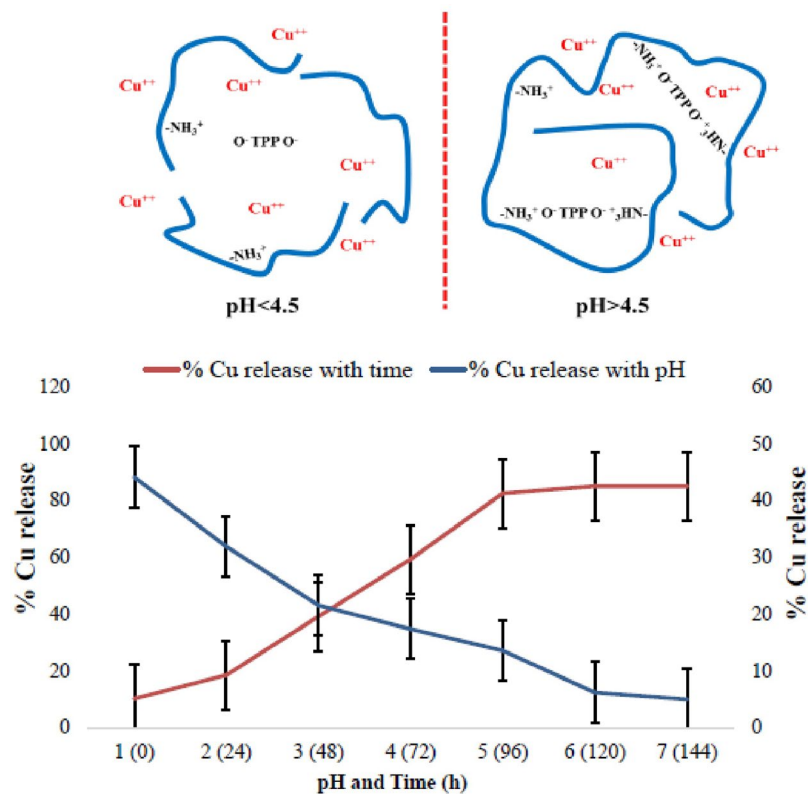 Cu⁺⁺
Cu⁺⁺ Cu⁺⁺
-NH₃⁺
O⁻ TPP O⁻
Cu⁺⁺
Cu⁺⁺ Cu⁺⁺
Cu⁺⁺
-NH₃⁺
pH<4.5
Cu⁺⁺
-NH₃⁺ O⁻ TPP O⁻ ⁺₃HN-
-NH₃⁺ Cu⁺⁺ Cu⁺⁺
Cu⁺⁺
Cu⁺⁺
-NH₃⁺ O⁻ TPP O⁻ ⁺₃HN-
Cu⁺⁺
pH>4.5
% Cu release with time % Cu release with pH
% Cu release
120
100
80
60
40
20
0
60
50
40
30
20
10
0
% Cu release
1 (0) 2 (24) 3 (48) 4 (72) 5 (96) 6 (120) 7 (144)
pH and Time (h)